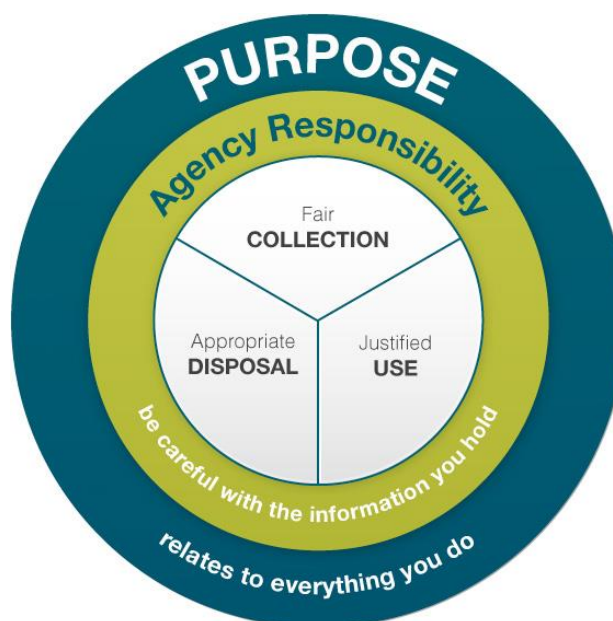 PURPOSE
Agency Responsibility
Fair
COLLECTION
Appropriate
DISPOSAL
Justified
USE
be careful with the information you hold
relates to everything you do